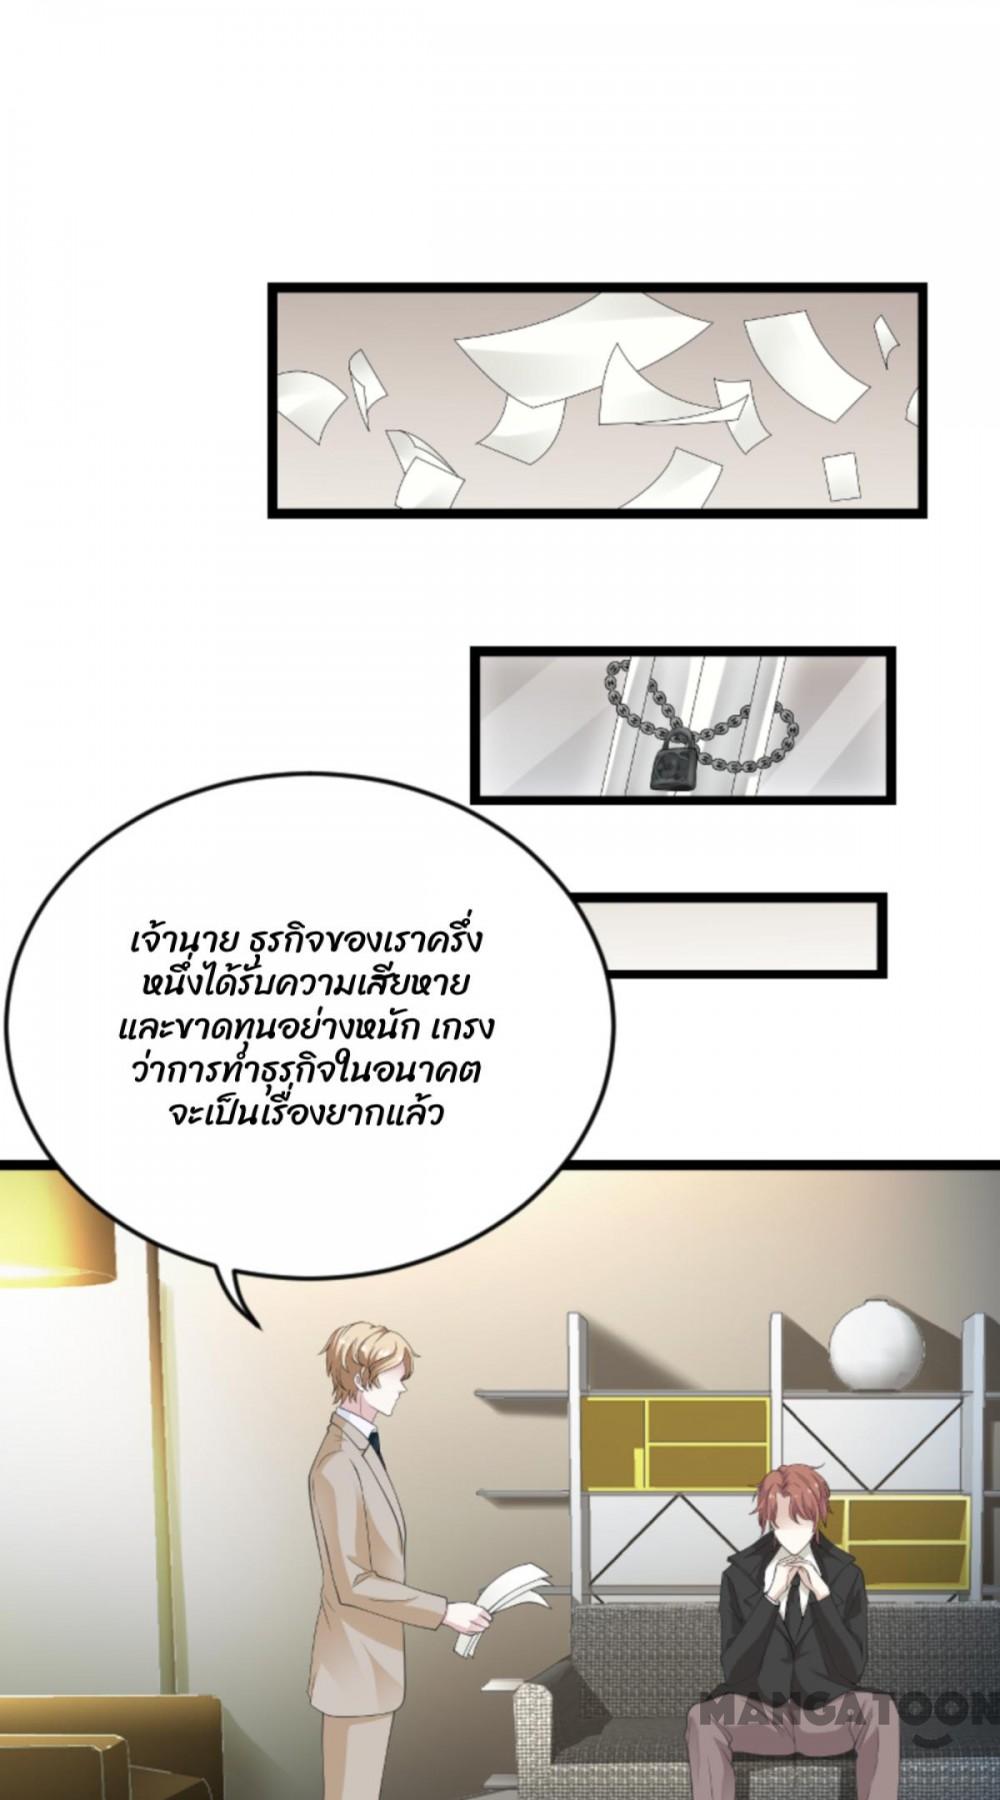 เจ้านาย ธุรกิจของเราครึ่ง
หนึ่งได้รับความเสียหาย
และขาดทุนอย่างหนัก เกรง
ว่าการทำธุรกิจในอนาคต
จะเป็นเรื่องยากแล้ว
MANGATOON